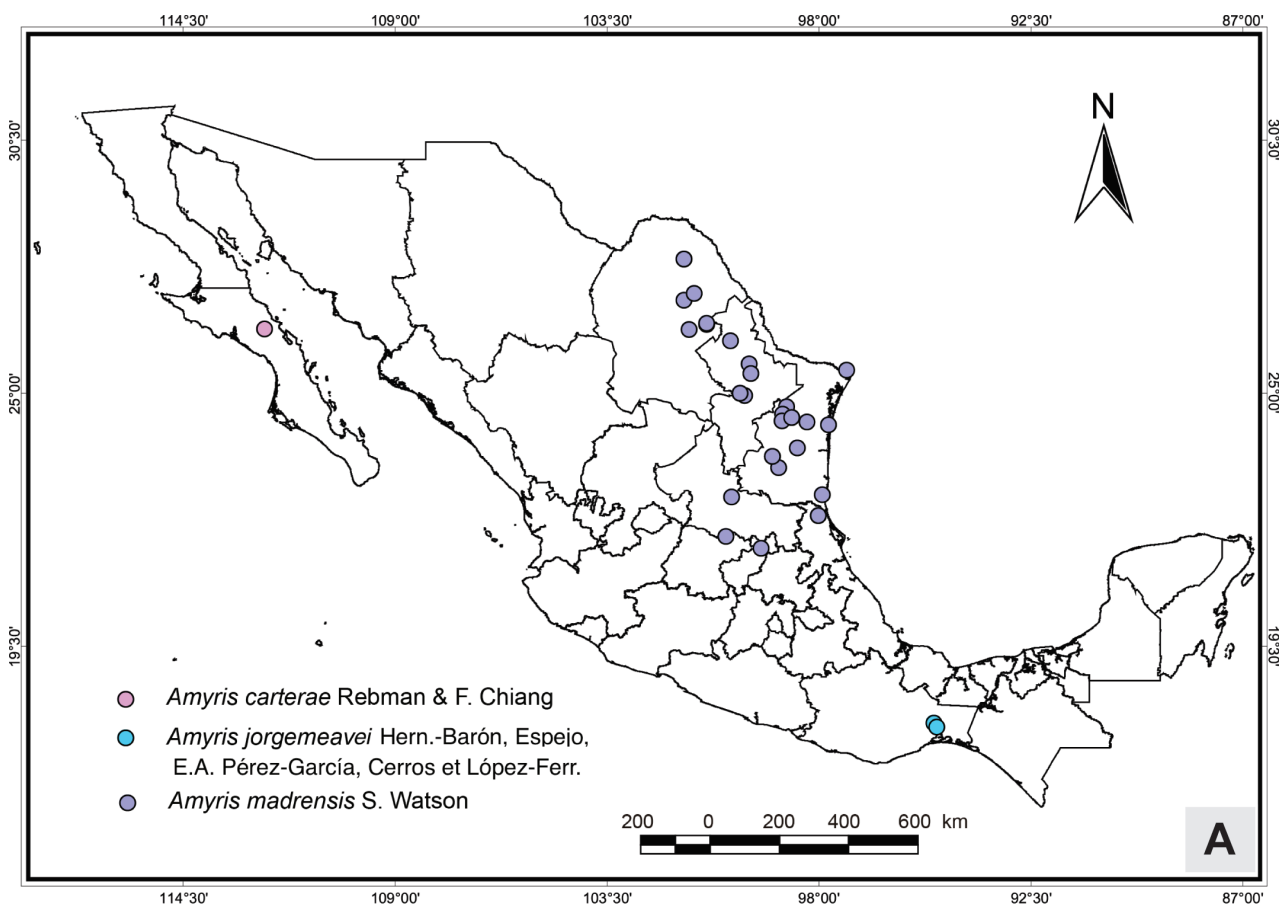 114°30' 109°00' 103°30' 98°00' 92°30' 87°00'
N
30°30' 30°30'
25°00' 25°00'
19°30' 19°30'
Amyris carterae Rebman & F. Chiang
Amyris jorgemeavei Hern.-Barón, Espejo,
E.A. Pérez-García, Cerros et López-Ferr.
Amyris madrensis S. Watson
200 0 200 400 600 km
A
114°30' 109°00' 103°30' 98°00' 92°30' 87°00'